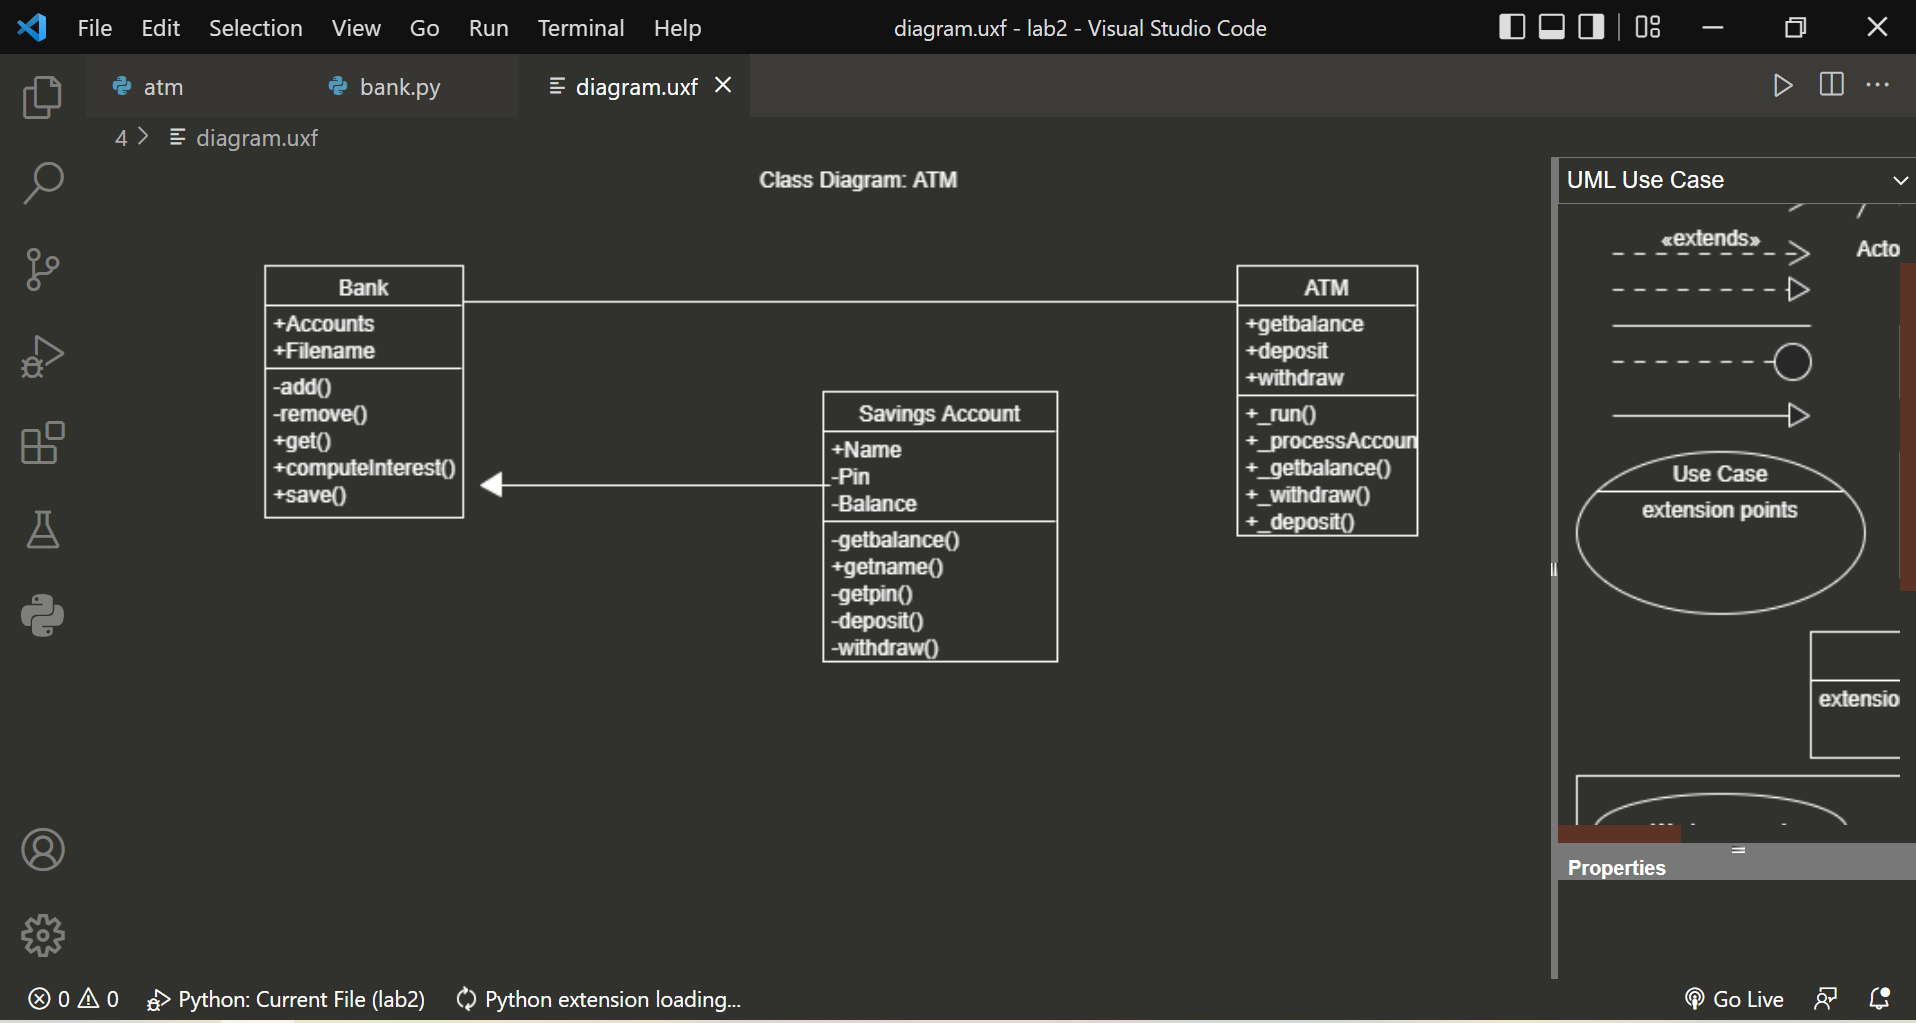 File Edit Selection View Go Run Terminal Help
diagram.uxf - lab2 - Visual Studio Code
atm
bank.py
diagram.uxf
4 > diagram.uxf
Class Diagram: ATM
Bank
+Accounts
+Filename
-add()
-remove()
+get()
+computeInterest()
+save()
Savings Account
+Name
-Pin
-Balance
-getbalance()
+getname()
-getpin()
-deposit()
-withdraw()
ATM
+getbalance
+deposit
+withdraw
+_run()
+_processAccoun
+_getbalance()
+_withdraw()
+_deposit()
UML Use Case
«extends»
Acto
Use Case
extension points
extensio
Properties
0 0 Python: Current File (lab2) Python extension loading...
Go Live